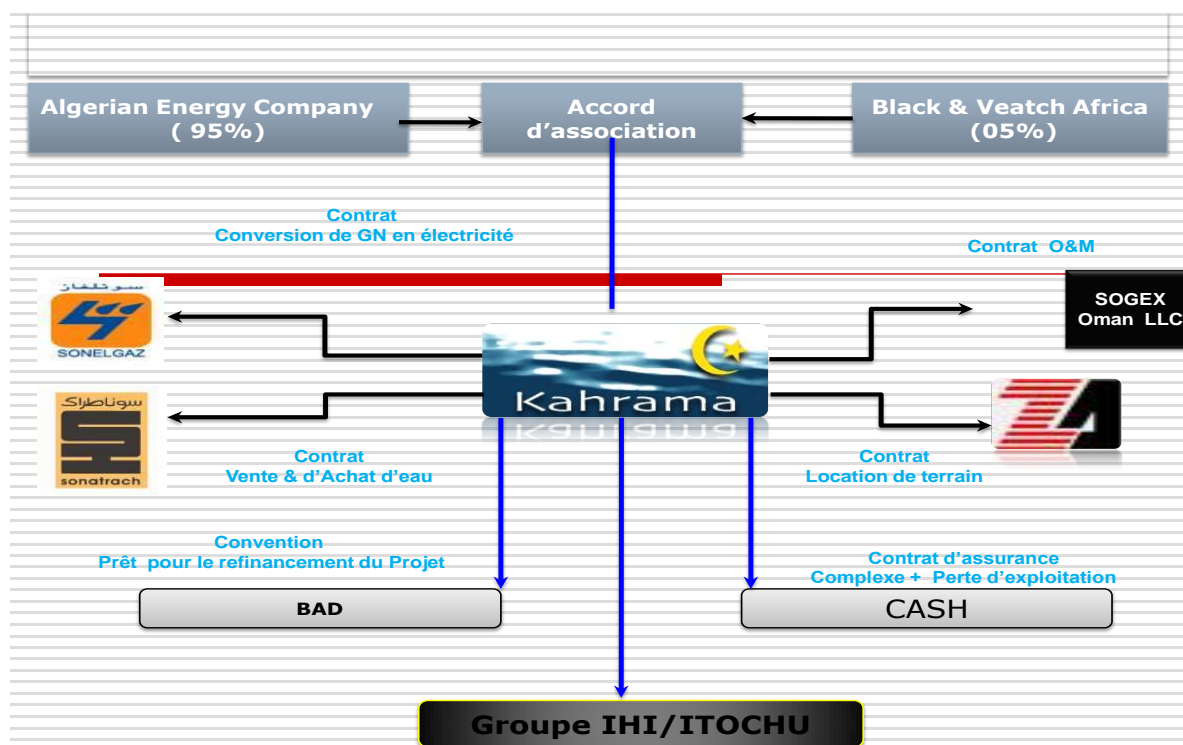 Algerian Energy Company
( 95%)
Accord
d’association
Black & Veatch Africa
(05%)
Contrat
Conversion de GN en électricité
Contrat O&M
سونلغاز
SONELGAZ
SOGEX
Oman LLC
Kahrama
سوناطراك
sonatrach
ZA
Contrat
Vente & d’Achat d’eau
Contrat
Location de terrain
Convention
Prêt pour le refinancement du Projet
Contrat d’assurance
Complexe + Perte d’exploitation
BAD
CASH
Groupe IHI/ITOCHU